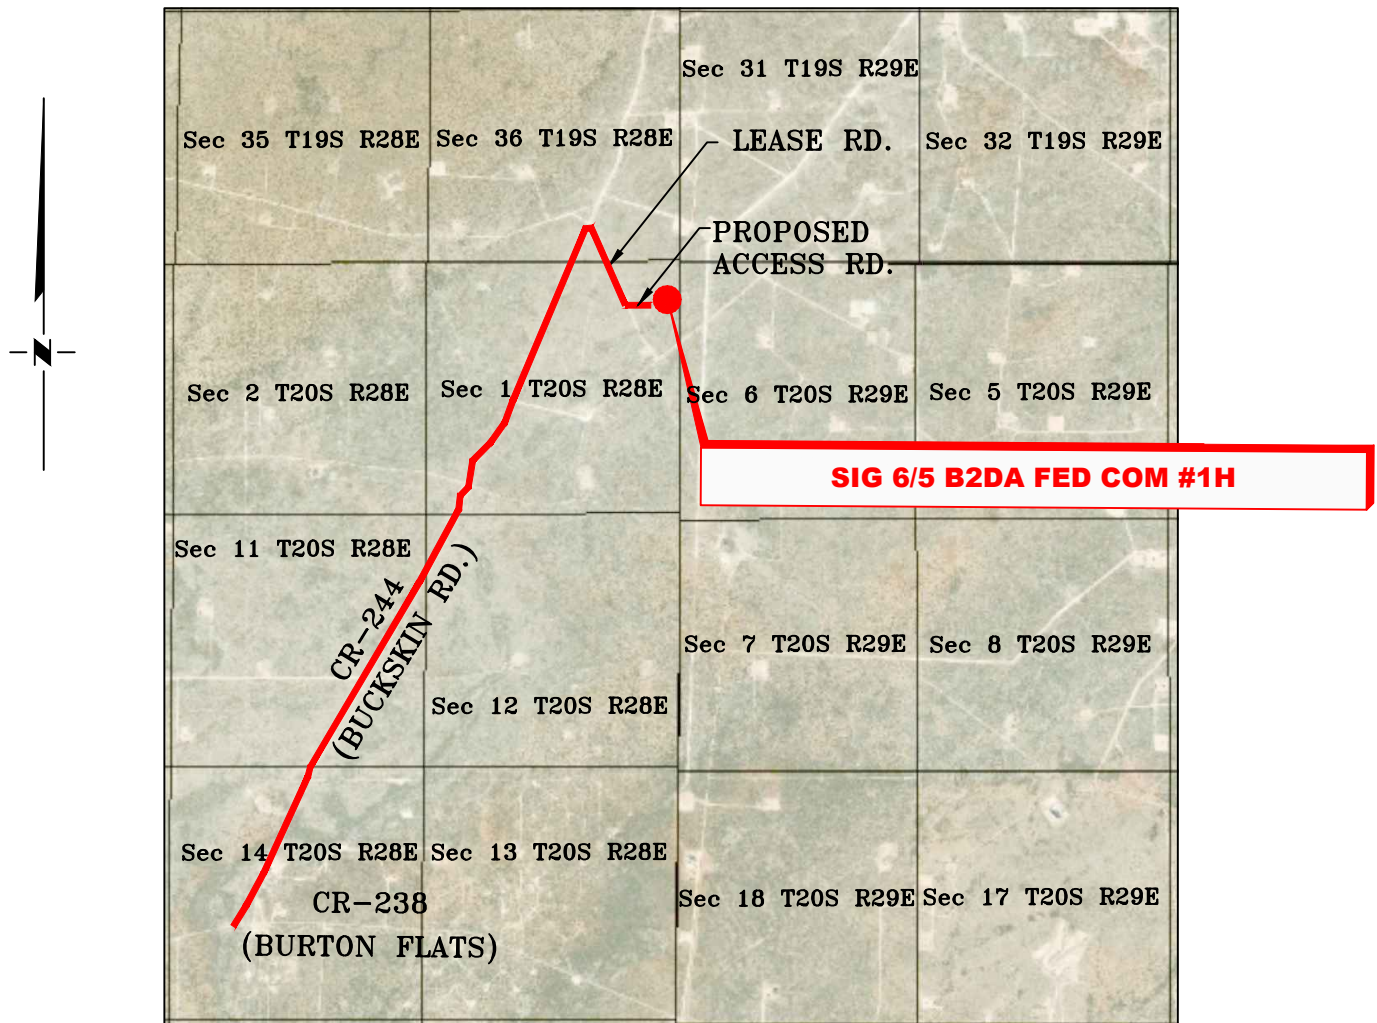 Sec 31 T19S R29E
Sec 35 T19S R28E
Sec 36 T19S R28E
LEASE RD.
Sec 32 T19S R29E
PROPOSED
ACCESS RD.
N
Sec 2 T20S R28E
Sec 1 T20S R28E
Sec 6 T20S R29E
Sec 5 T20S R29E
SIG 6/5 B2DA FED COM #1H
Sec 11 T20S R28E
CR-244
(BUCKSKIN RD.)
Sec 7 T20S R29E
Sec 8 T20S R29E
Sec 12 T20S R28E
Sec 14 T20S R28E
Sec 13 T20S R28E
Sec 18 T20S R29E
Sec 17 T20S R29E
CR-238
(BURTON FLATS)